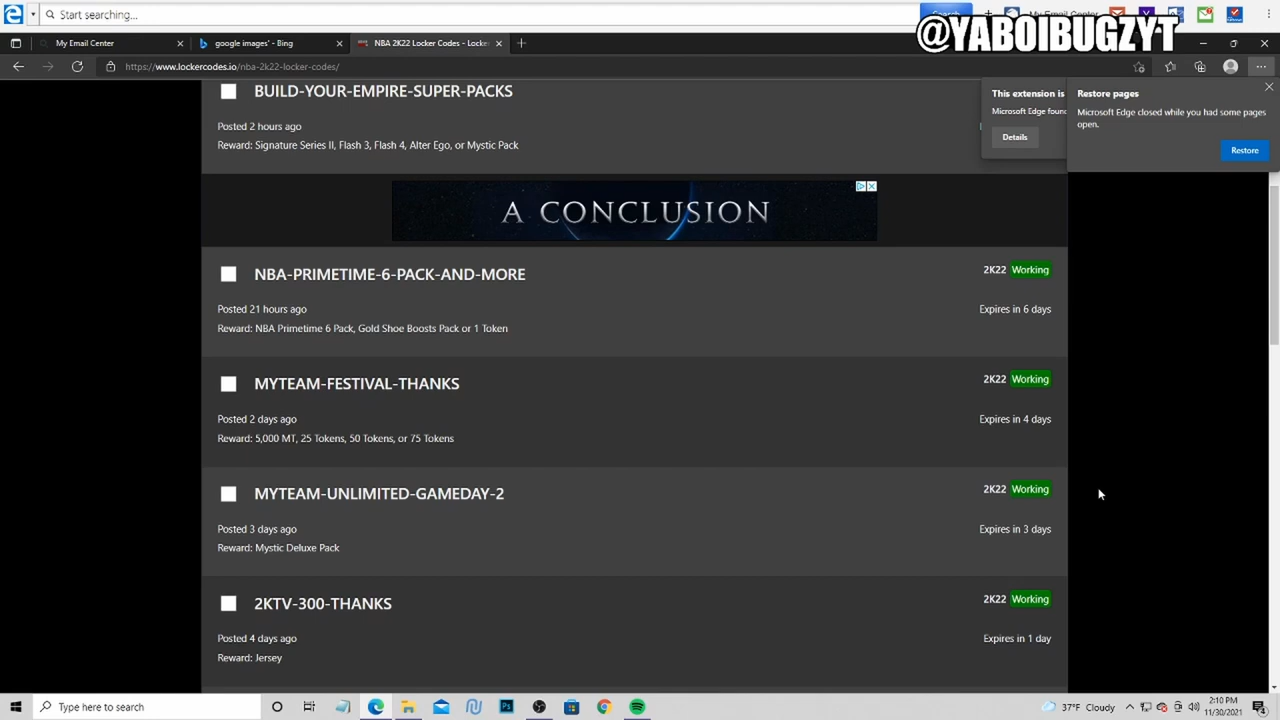 Start searching...
Search
My Email Center
@YABOIBUGZYT
My Email Center
google images' - Bing
NBA 2K22 Locker Codes - Locker
https://www.lockercodes.io/nba-2k22-locker-codes/
BUILD-YOUR-EMPIRE-SUPER-PACKS
Posted 2 hours ago
Reward: Signature Series II, Flash 3, Flash 4, Alter Ego, or Mystic Pack
This extension is
Microsoft Edge foun
Details
Restore pages
Microsoft Edge closed while you had some pages
open.
Restore
A CONCLUSION
NBA-PRIMETIME-6-PACK-AND-MORE
2K22 Working
Posted 21 hours ago
Expires in 6 days
Reward: NBA Primetime 6 Pack, Gold Shoe Boosts Pack or 1 Token
MYTEAM-FESTIVAL-THANKS
2K22 Working
Posted 2 days ago
Expires in 4 days
Reward: 5,000 MT, 25 Tokens, 50 Tokens, or 75 Tokens
MYTEAM-UNLIMITED-GAMEDAY-2
2K22 Working
Posted 3 days ago
Expires in 3 days
Reward: Mystic Deluxe Pack
2KTV-300-THANKS
2K22 Working
Posted 4 days ago
Expires in 1 day
Reward: Jersey
Type here to search
37°F Cloudy
2:10 PM
11/30/2021